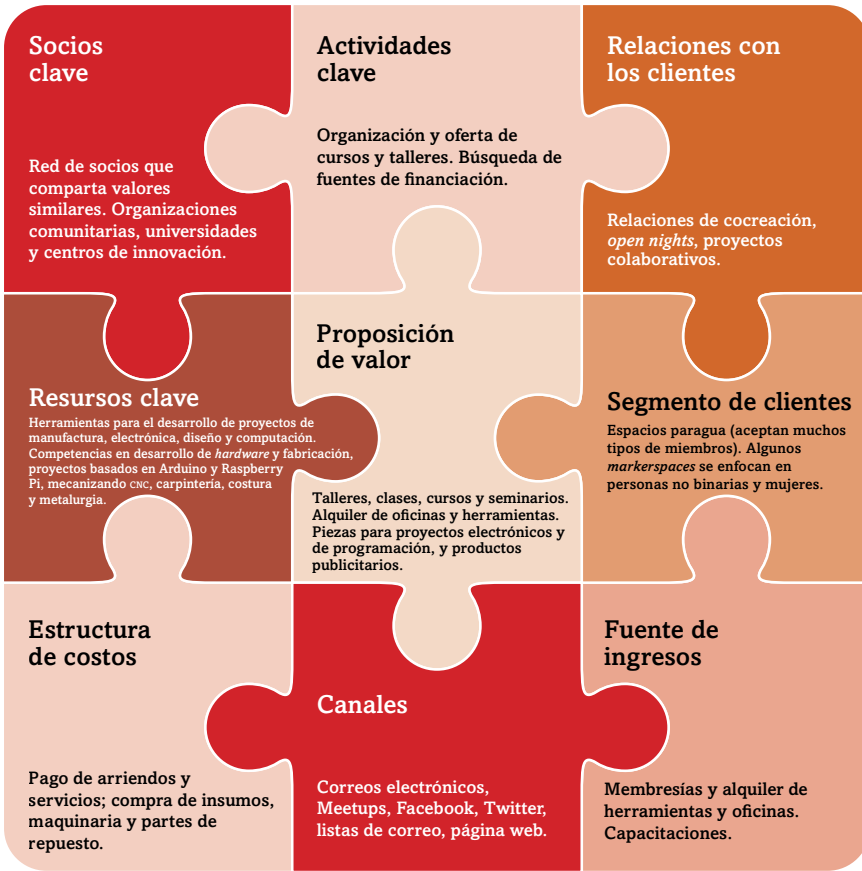 Socios
clave
Red de socios que
comparta valores
similares. Organizaciones
comunitarias, universidades
y centros de innovación.
Actividades
clave
Organización y oferta de
cursos y talleres. Búsqueda de
fuentes de financiación.
Relaciones con
los clientes
Relaciones de cocreación,
open nights, proyectos
colaborativos.
Resursos clave
Herramientas para el desarrollo de proyectos de
manufactura, electrónica, diseño y computación.
Competencias en desarrollo de hardware y fabricación,
proyectos basados en Arduino y Raspberry
Pi, mecanizando CNC, carpintería, costura
y metalurgia.
Proposición
de valor
Talleres, clases, cursos y seminarios.
Alquiler de oficinas y herramientas.
Piezas para proyectos electrónicos y
de programación, y productos
publicitarios.
Segmento de clientes
Espacios paragua (aceptan muchos
tipos de miembros). Algunos
markerspaces se enfocan en
personas no binarias y mujeres.
Estructura
de costos
Pago de arriendos y
servicios; compra de insumos,
maquinaria y partes de
repuesto.
Canales
Correos electrónicos,
Meetups, Facebook, Twitter,
listas de correo, página web.
Fuente de
ingresos
Membresías y alquiler de
herramientas y oficinas.
Capacitaciones.